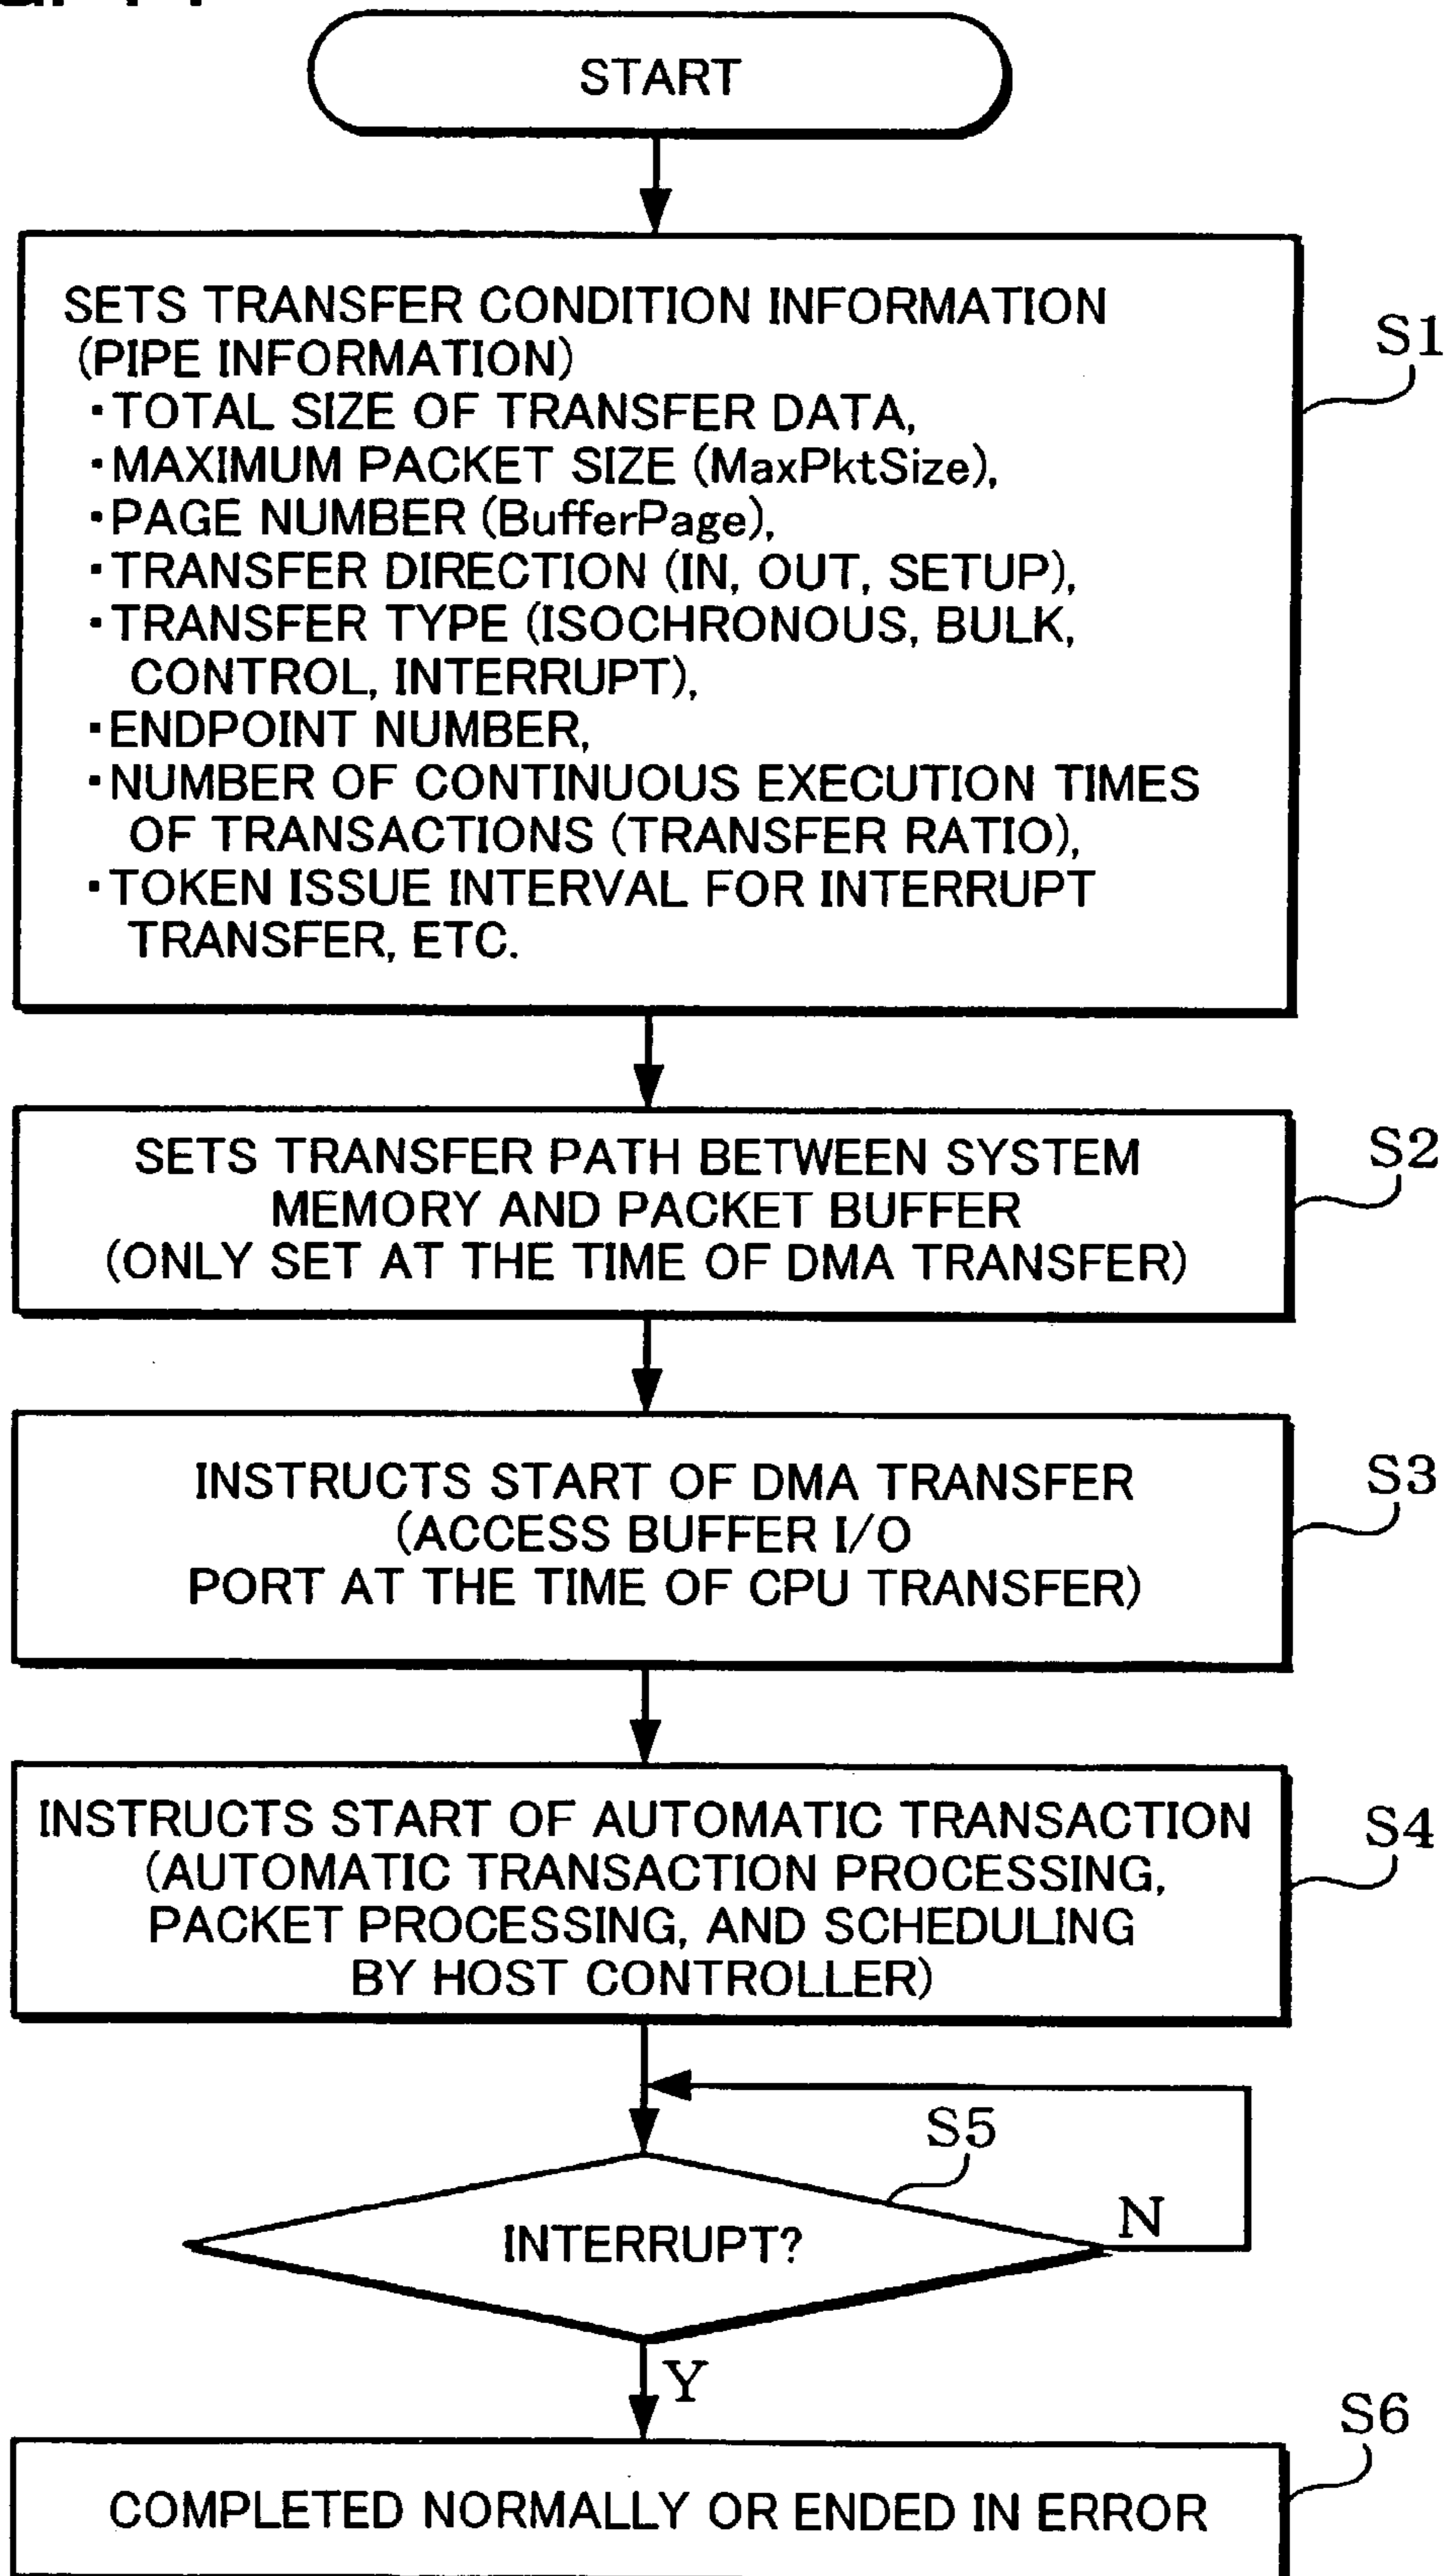 START
SETS TRANSFER CONDITION INFORMATION
(PIPE INFORMATION)
・TOTAL SIZE OF TRANSFER DATA,
・MAXIMUM PACKET SIZE (MaxPktSize),
・PAGE NUMBER (BufferPage),
・TRANSFER DIRECTION (IN, OUT, SETUP),
・TRANSFER TYPE (ISOCHRONOUS, BULK,
CONTROL, INTERRUPT),
・ENDPOINT NUMBER,
・NUMBER OF CONTINUOUS EXECUTION TIMES
OF TRANSACTIONS (TRANSFER RATIO),
・TOKEN ISSUE INTERVAL FOR INTERRUPT
TRANSFER, ETC.
S1
SETS TRANSFER PATH BETWEEN SYSTEM
MEMORY AND PACKET BUFFER
(ONLY SET AT THE TIME OF DMA TRANSFER)
S2
INSTRUCTS START OF DMA TRANSFER
(ACCESS BUFFER I/O
PORT AT THE TIME OF CPU TRANSFER)
S3
INSTRUCTS START OF AUTOMATIC TRANSACTION
(AUTOMATIC TRANSACTION PROCESSING,
PACKET PROCESSING, AND SCHEDULING
BY HOST CONTROLLER)
S4
S5
INTERRUPT?
N
Y
S6
COMPLETED NORMALLY OR ENDED IN ERROR